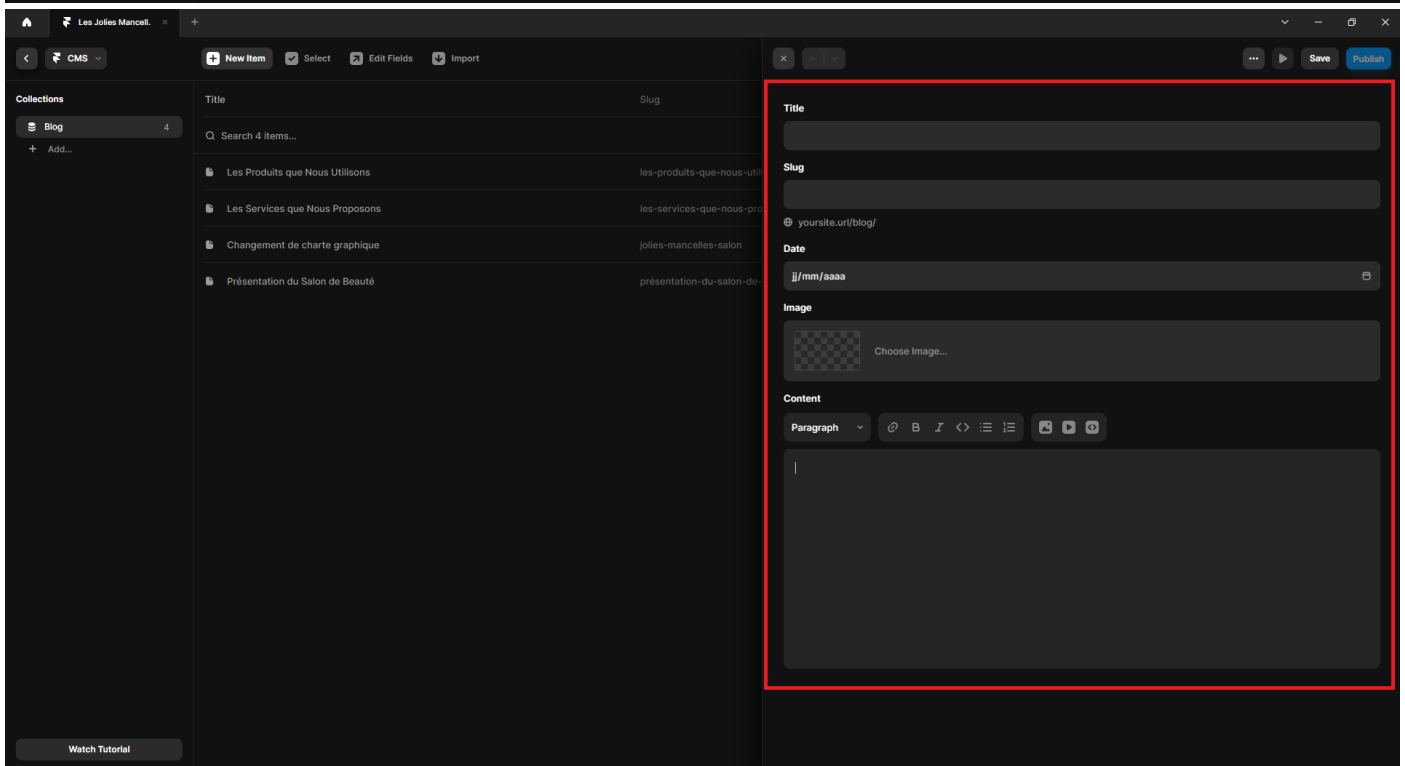 Les Jolies Mancell.
CMS
New Item
Select
Edit Fields
Import
Save
Publish
Collections
Blog
4
Add...
Watch Tutorial
Title
Slug
Search 4 items...
Les Produits que Nous Utilisons
les-produits-que-nous-util
Les Services que Nous Proposons
les-services-que-nous-pro
Changement de charte graphique
jolies-mancelles-salon
Présentation du Salon de Beauté
présentation-du-salon-de-
Title
Slug
yoursite.url/blog/
Date
jj/mm/aaaa
Image
Choose Image...
Content
Paragraph